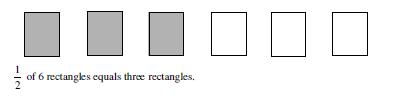 1/2 of 6 rectangles equals three rectangles.